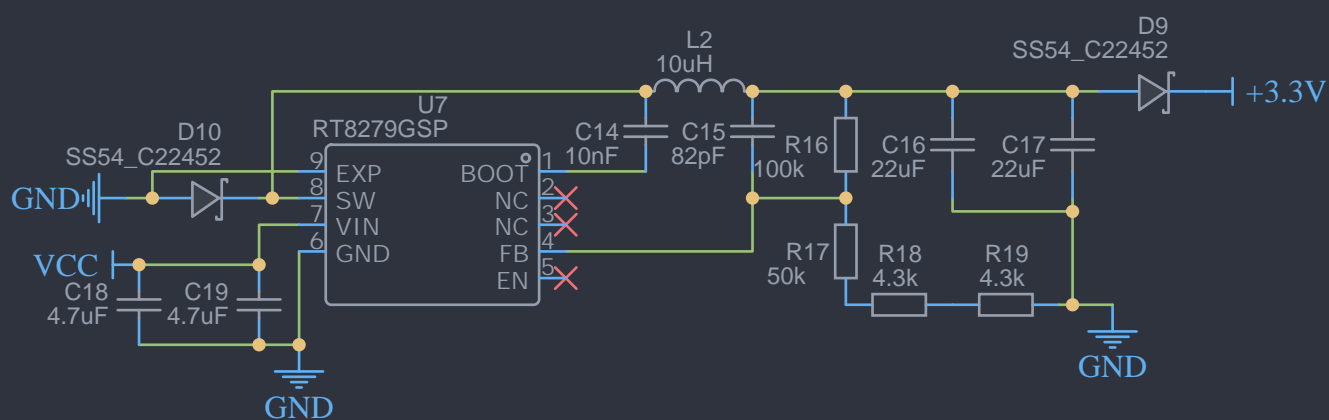 D9
SS54_C22452
+3.3V
L2
10uH
U7
RT8279GSP
D10
SS54_C22452
GND
C14
10nF
C15
82pF
R16
100k
C16
22uF
C17
22uF
9
EXP
BOOT
1
8
SW
NC
2
7
VIN
NC
3
6
GND
FB
4
EN
5
VCC
C18
4.7uF
C19
4.7uF
R17
50k
R18
4.3k
R19
4.3k
GND
GND